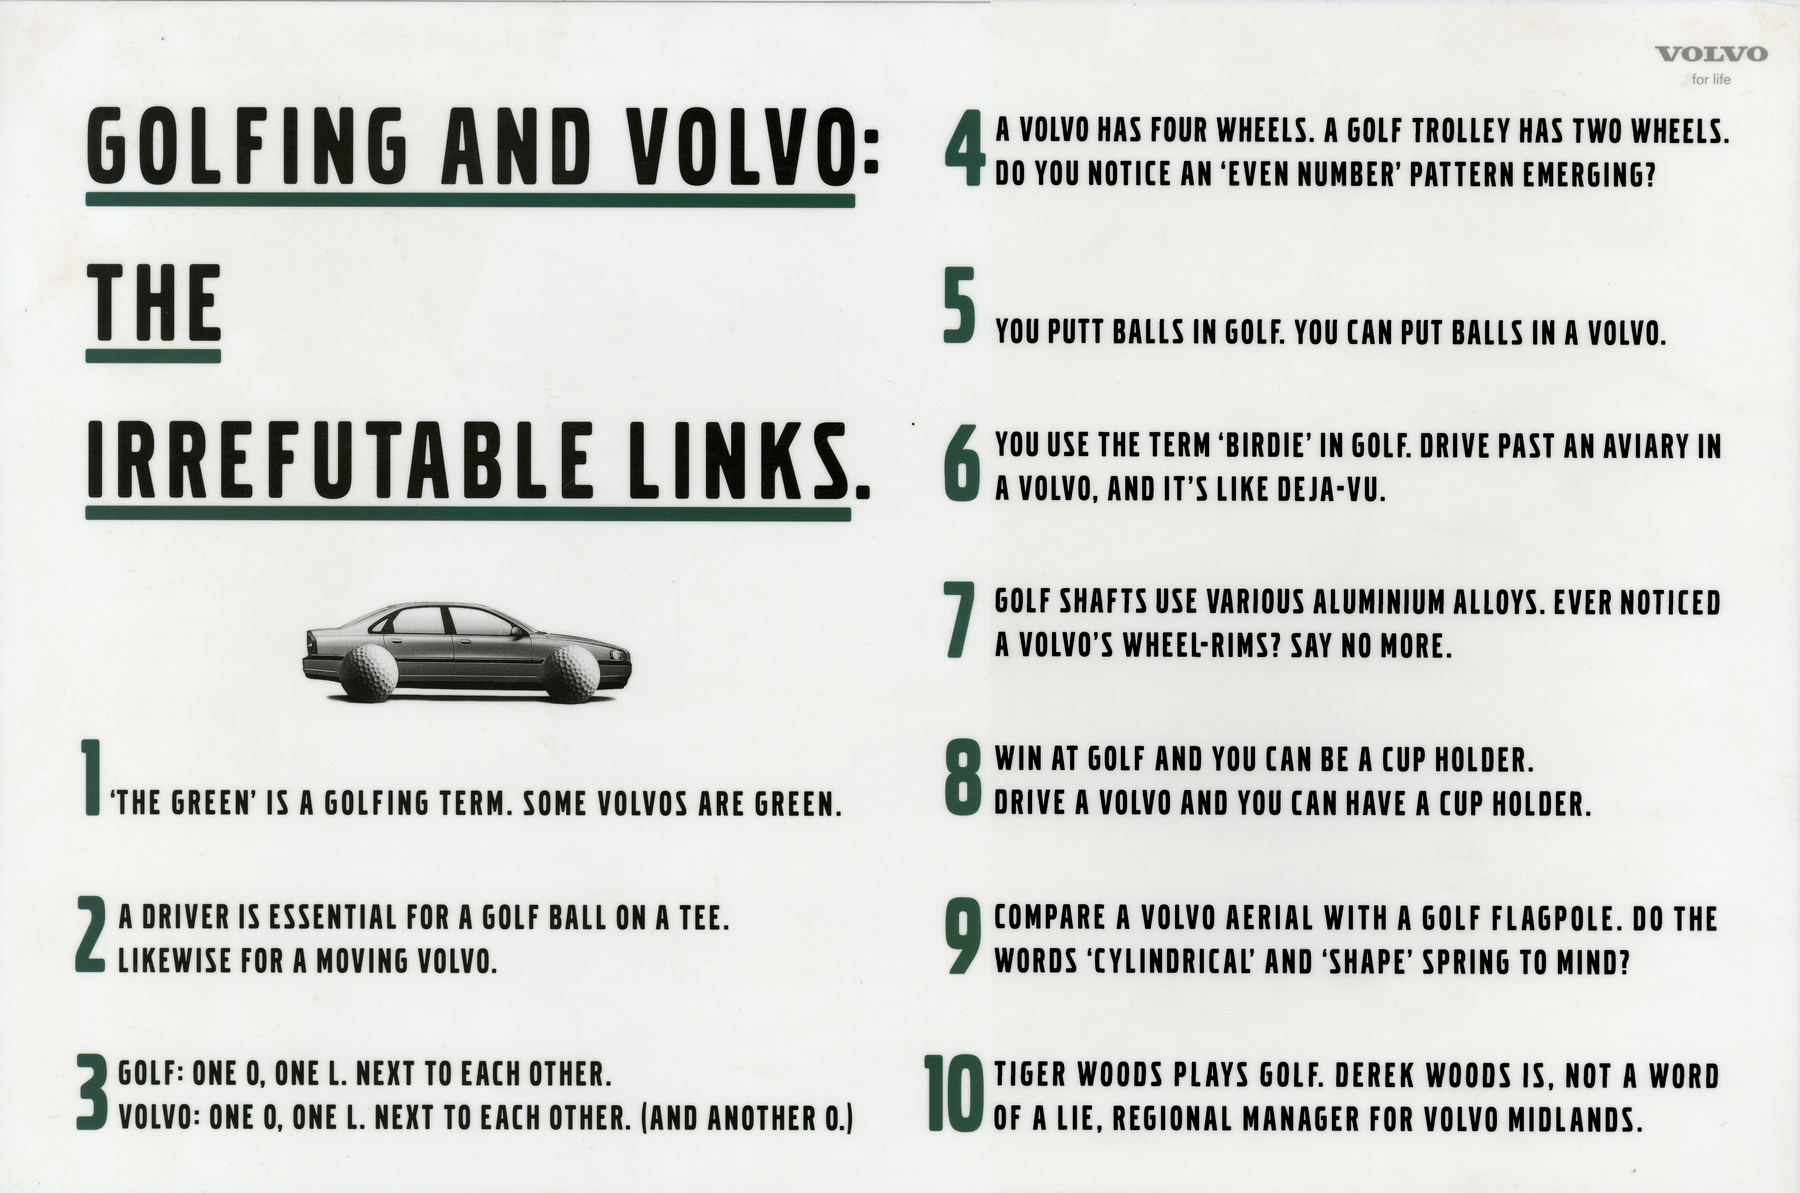 GOLFING AND VOLVO:
THE
IRREFUTABLE LINKS.
1 ‘THE GREEN’ IS A GOLFING TERM. SOME VOLVOS ARE GREEN.
2 A DRIVER IS ESSENTIAL FOR A GOLF BALL ON A TEE.
LIKEWISE FOR A MOVING VOLVO.
3 GOLF: ONE O, ONE L. NEXT TO EACH OTHER.
VOLVO: ONE O, ONE L. NEXT TO EACH OTHER. (AND ANOTHER O.)
VOLVO
for life
4 A VOLVO HAS FOUR WHEELS. A GOLF TROLLEY HAS TWO WHEELS.
DO YOU NOTICE AN ‘EVEN NUMBER’ PATTERN EMERGING?
5 YOU PUTT BALLS IN GOLF. YOU CAN PUT BALLS IN A VOLVO.
6 YOU USE THE TERM ‘BIRDIE’ IN GOLF. DRIVE PAST AN AVIARY IN
A VOLVO, AND IT’S LIKE DEJA-VU.
7 GOLF SHAFTS USE VARIOUS ALUMINIUM ALLOYS. EVER NOTICED
A VOLVO’S WHEEL-RIMS? SAY NO MORE.
8 WIN AT GOLF AND YOU CAN BE A CUP HOLDER.
DRIVE A VOLVO AND YOU CAN HAVE A CUP HOLDER.
9 COMPARE A VOLVO AERIAL WITH A GOLF FLAGPOLE. DO THE
WORDS ‘CYLINDRICAL’ AND ‘SHAPE’ SPRING TO MIND?
10 TIGER WOODS PLAYS GOLF. DEREK WOODS IS, NOT A WORD
OF A LIE, REGIONAL MANAGER FOR VOLVO MIDLANDS.